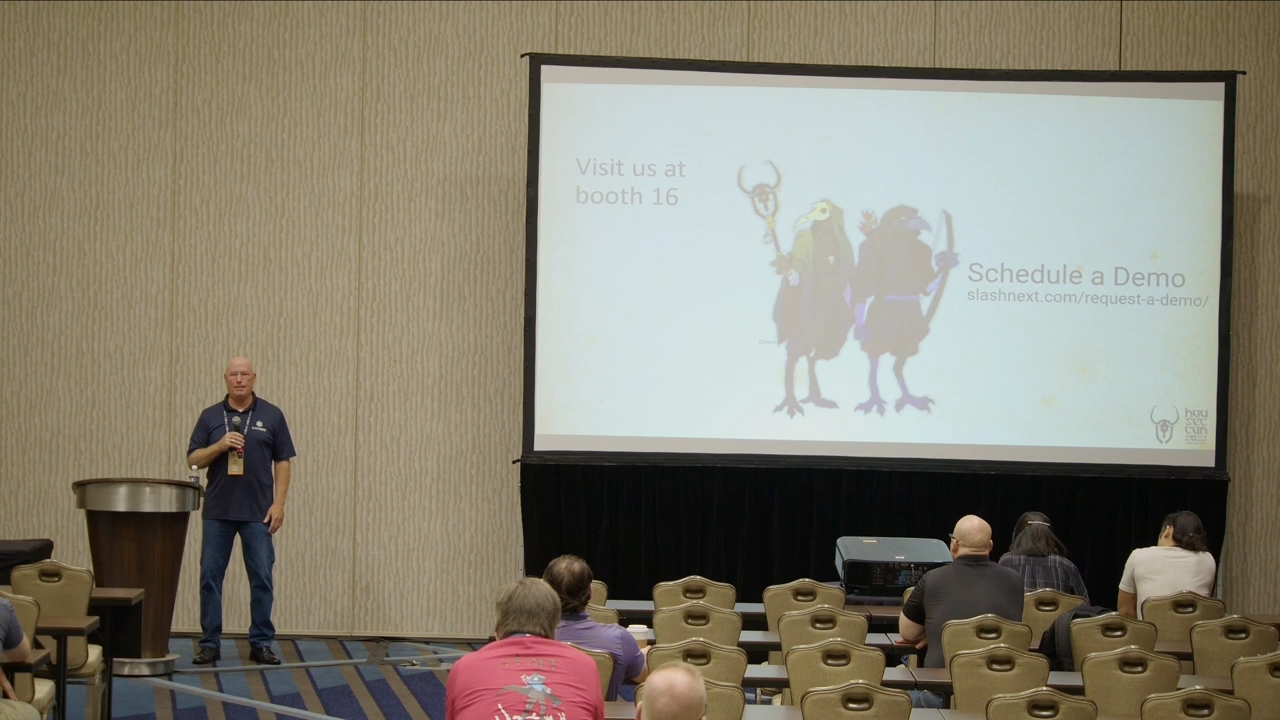 Visit us at
booth 16
Schedule a Demo
slashnext.com/request-a-demo/